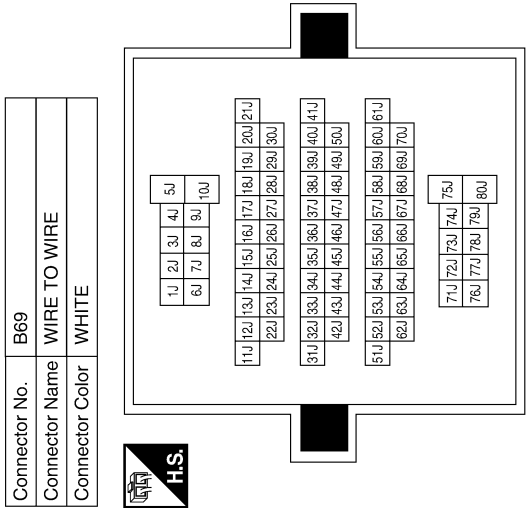 Connector No. B69
Connector Name WIRE TO WIRE
Connector Color WHITE
H.S.
5J 10J
4J 9J
3J 8J
2J 7J
1J 6J
21J
20J 30J
19J 29J
18J 28J
17J 27J
16J 26J
15J 25J
14J 24J
13J 23J
12J 22J
11J
41J
40J 50J
39J 49J
38J 48J
37J 47J
36J 46J
35J 45J
34J 44J
33J 43J
32J 42J
31J
61J
60J 70J
59J 69J
58J 68J
57J 67J
56J 66J
55J 65J
54J 64J
53J 63J
52J 62J
51J
75J 80J
74J 79J
73J 78J
72J 77J
71J 76J